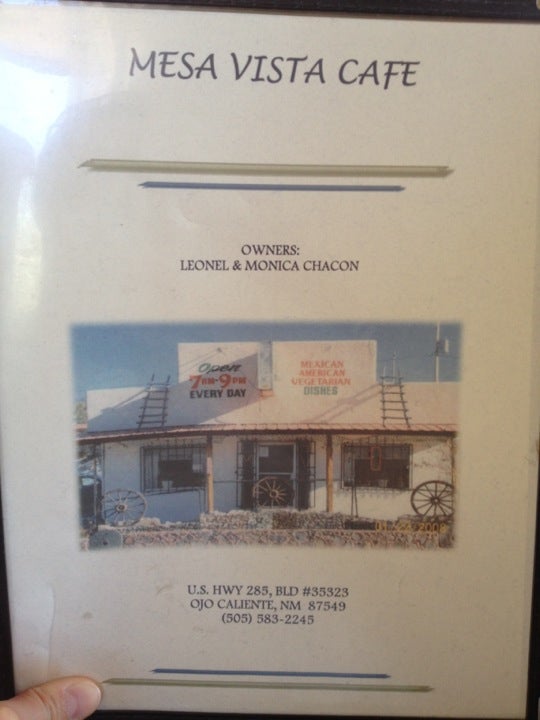 MESA VISTA CAFE
OWNERS:
LEONEL & MONICA CHACON
Open
7AM-9PM
EVERY DAY
MEXICAN
AMERICAN
VEGETARIAN
DISHES
U.S. HWY 285, BLD #35323
OJO CALIENTE, NM 87549
(505) 583-2245